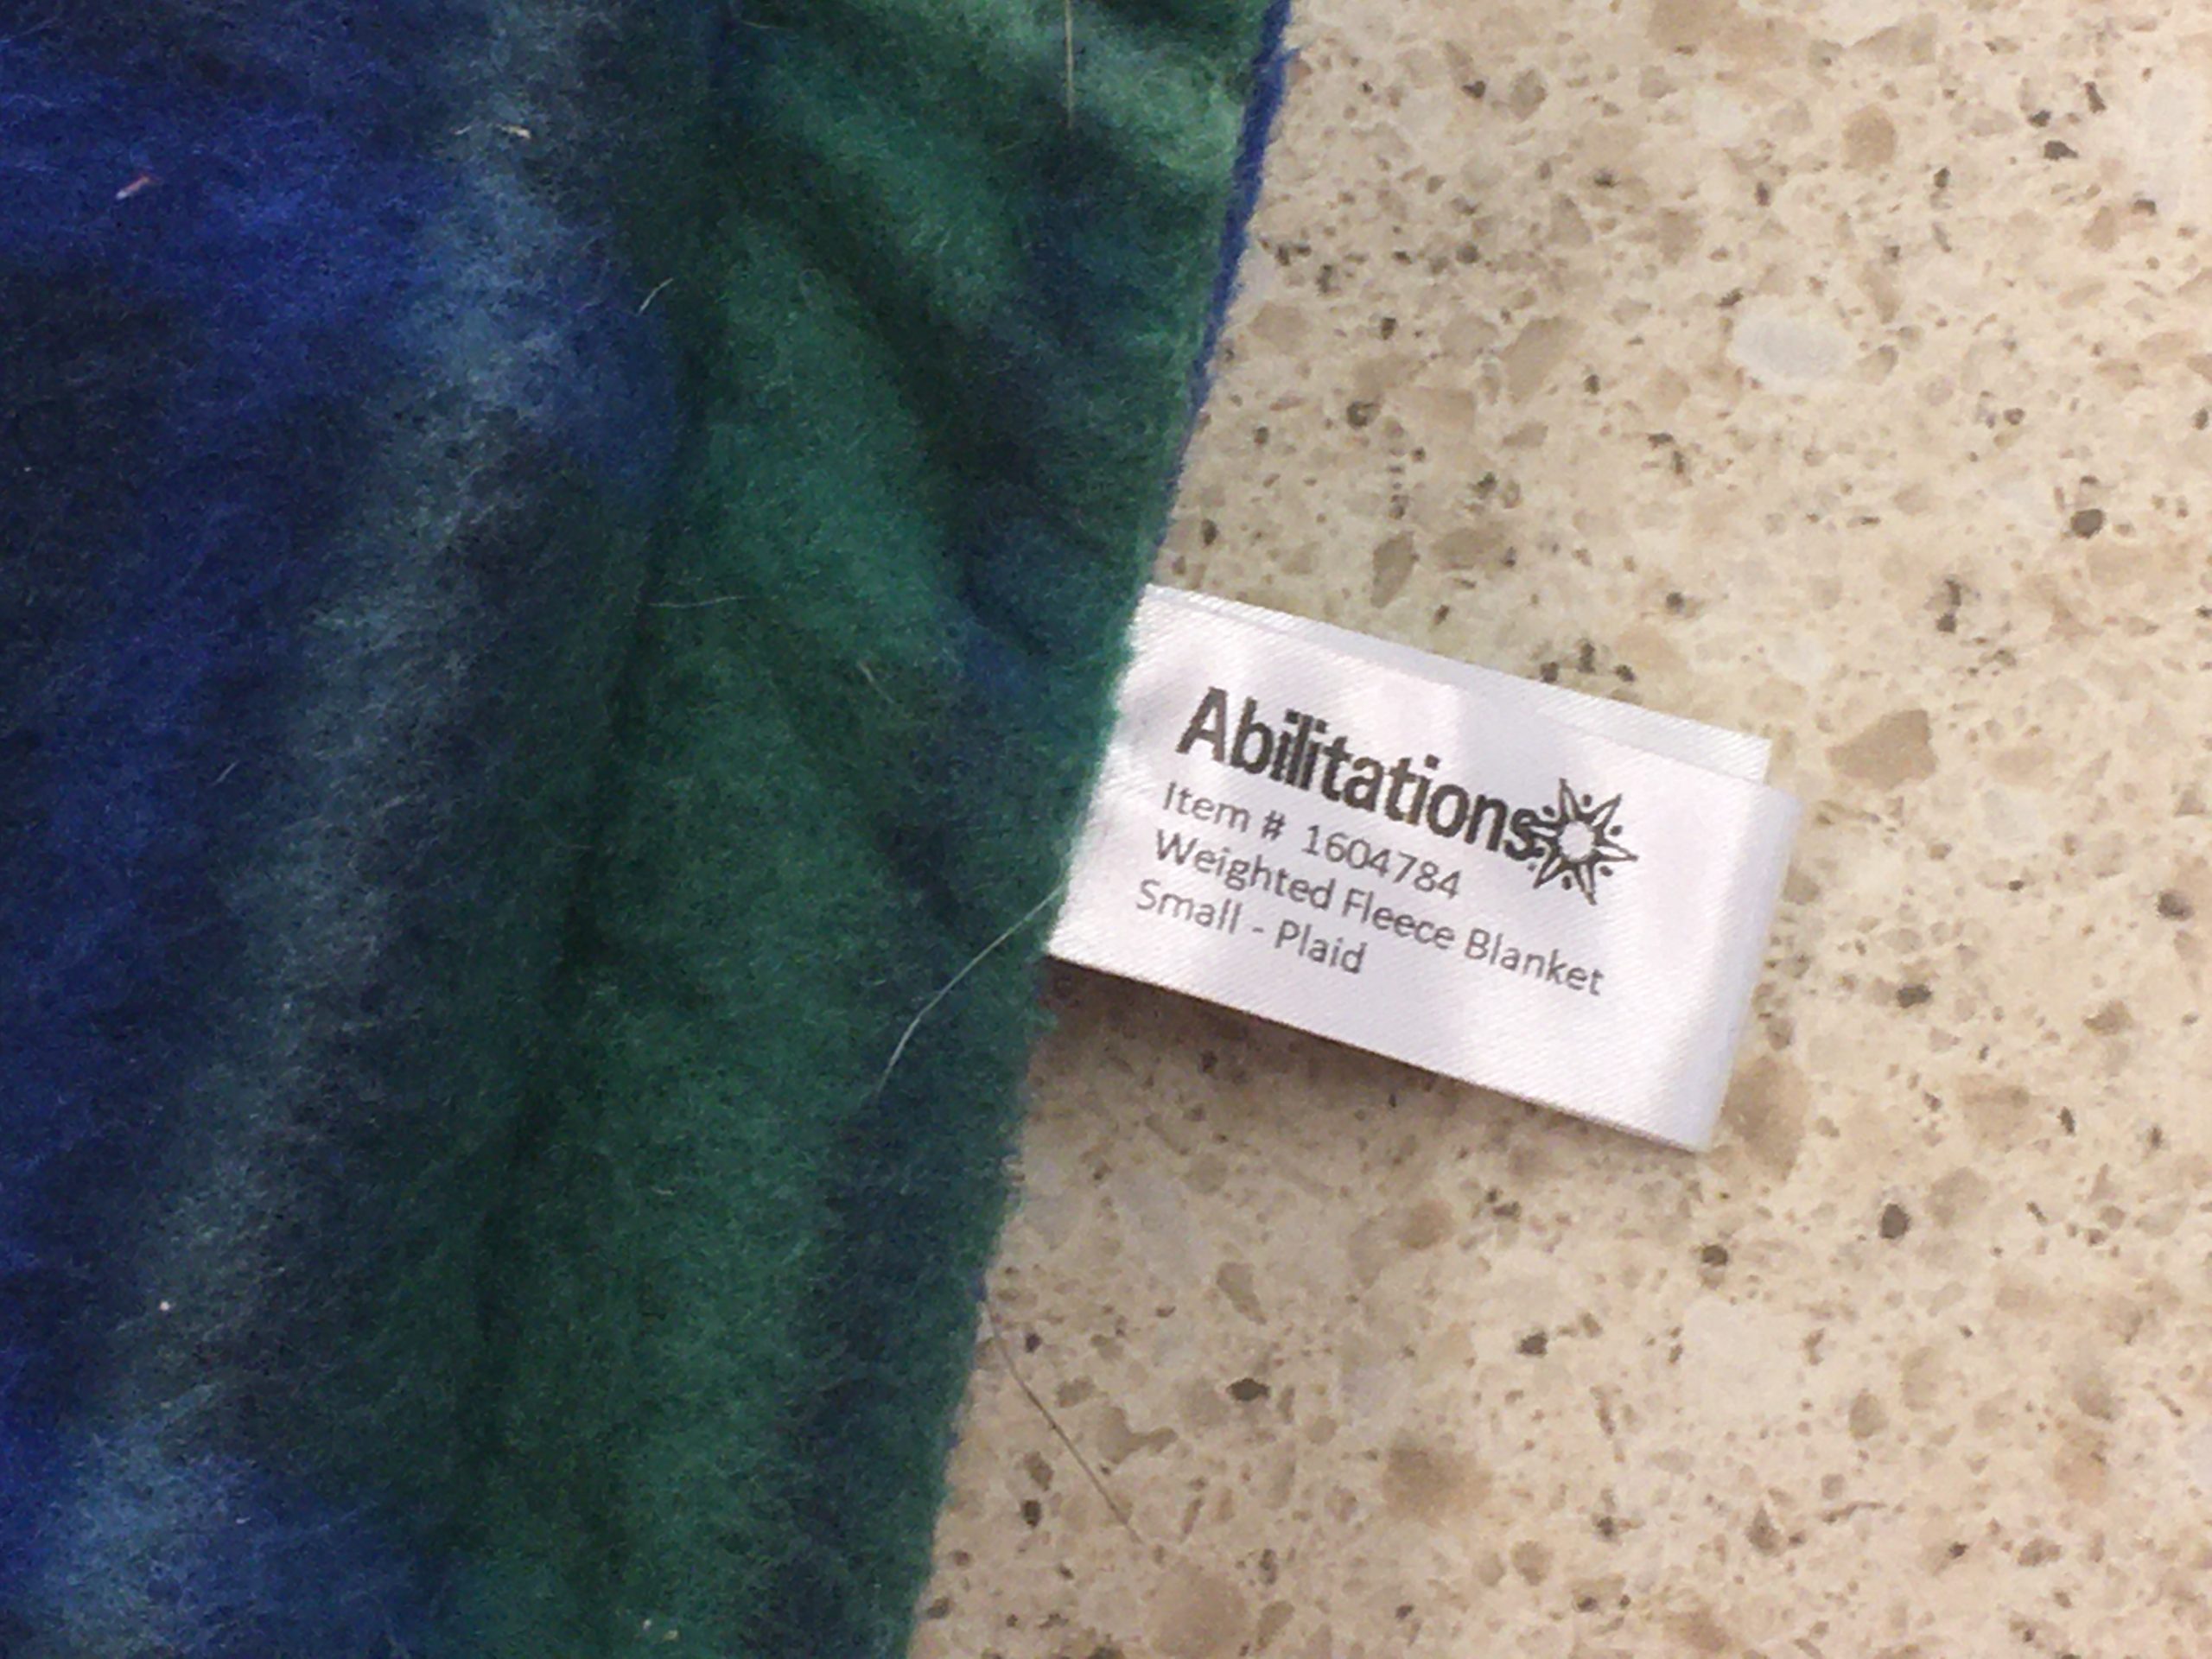 Abilitations
Item # 1604784
Weighted Fleece Blanket
Small - Plaid